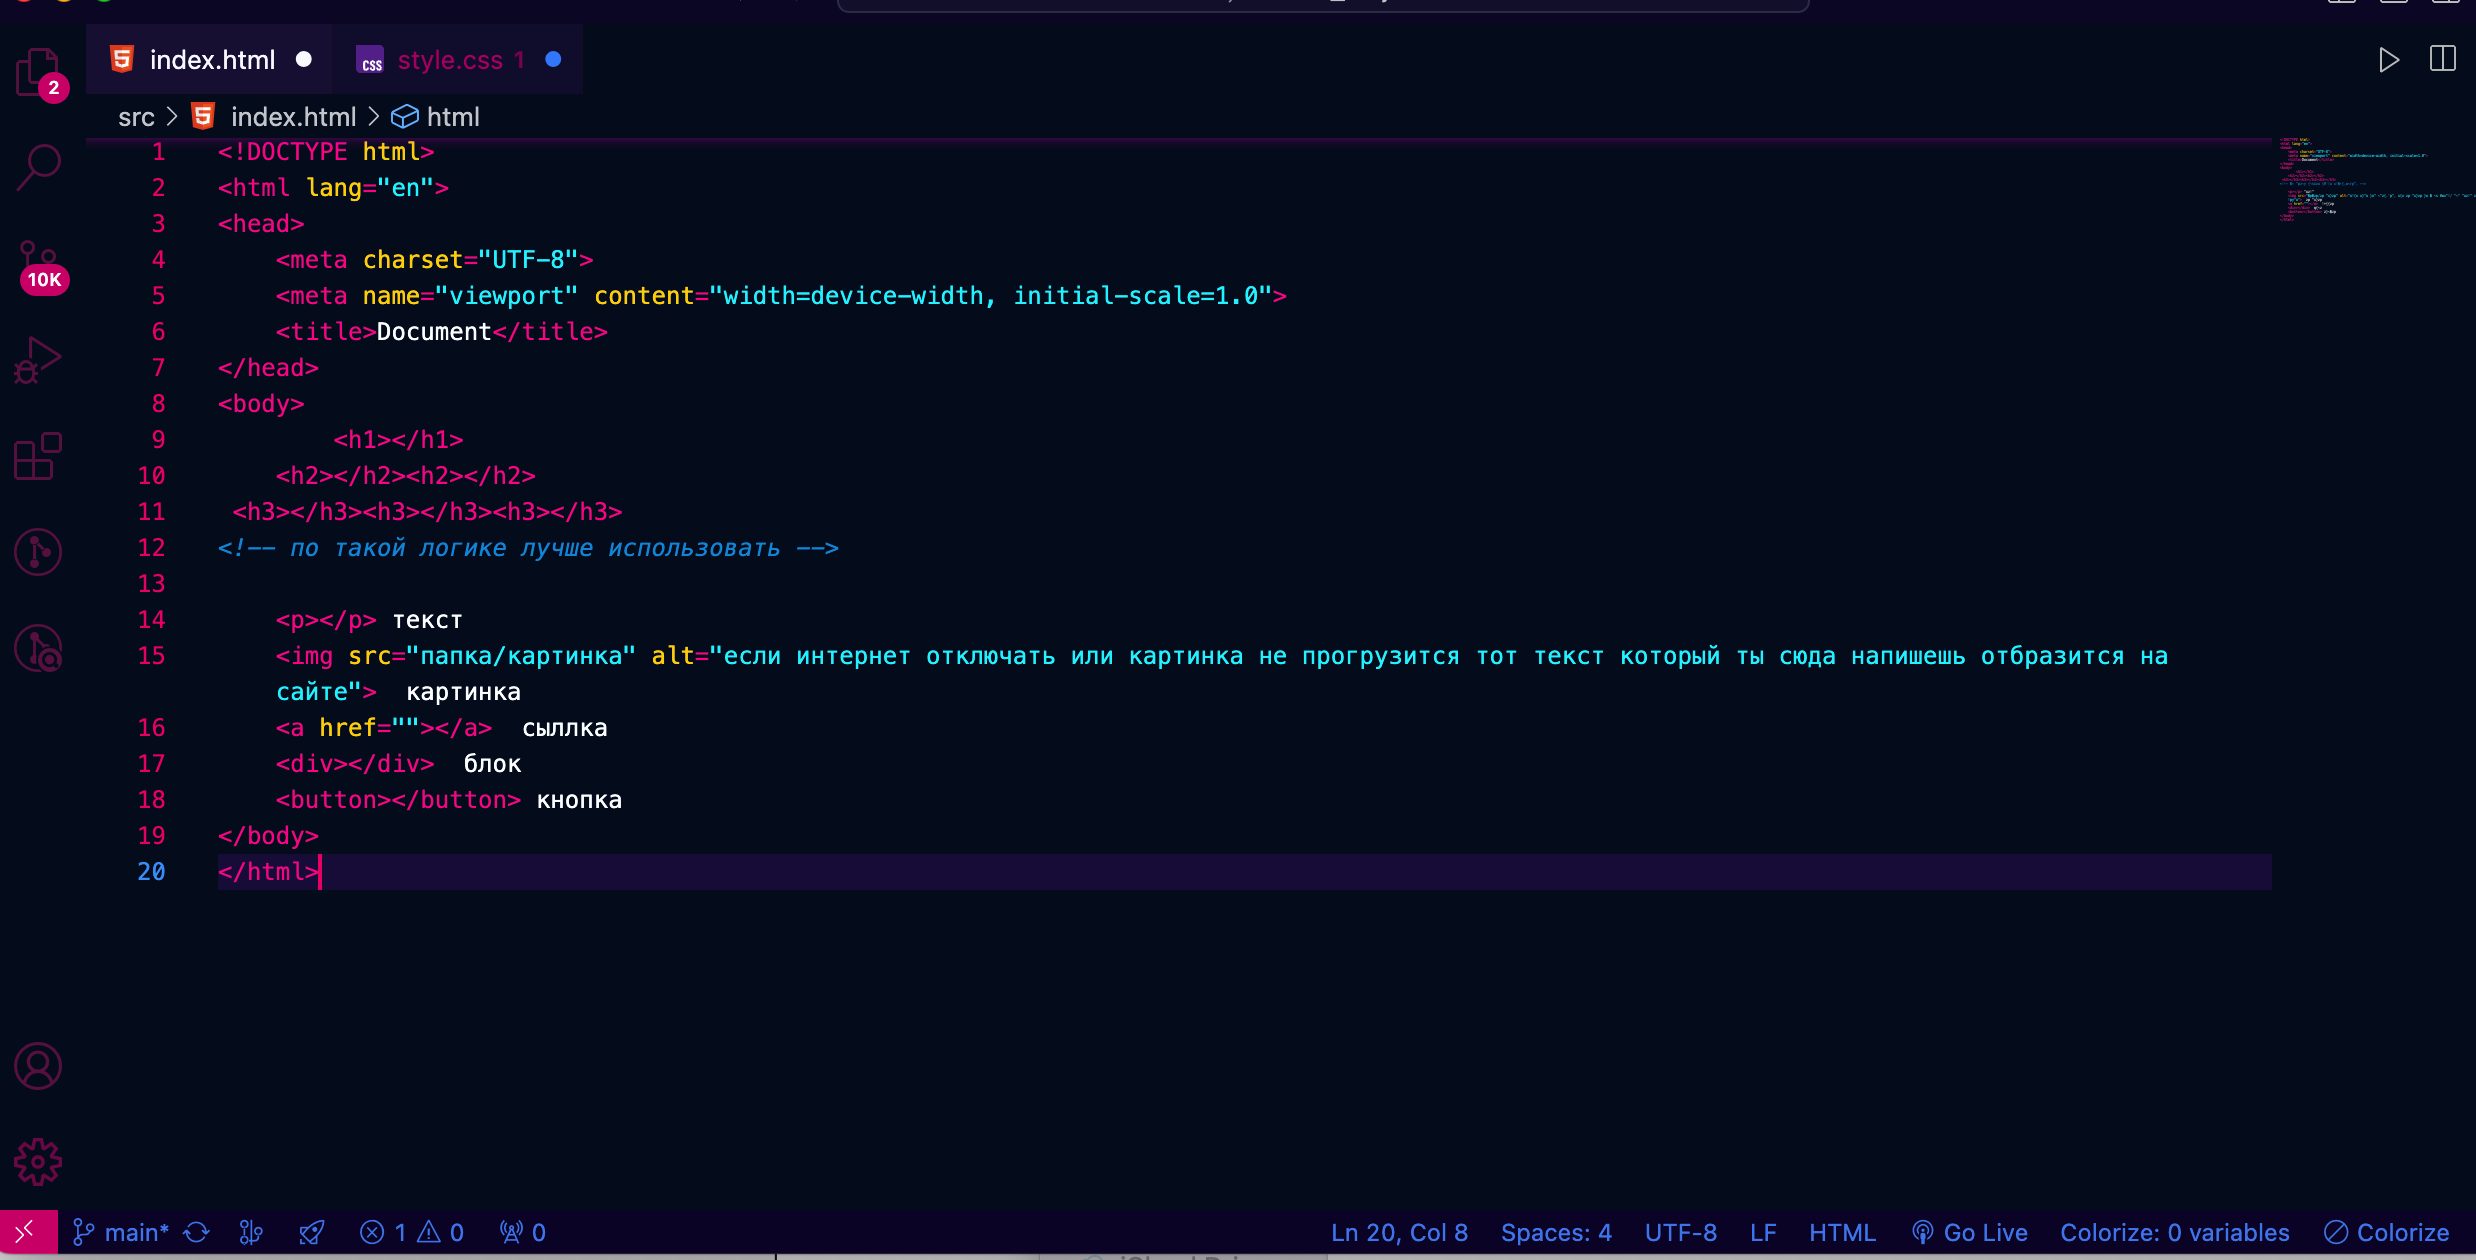 index.html
style.css 1
2
src > index.html > html
1 <!DOCTYPE html>
2 <html lang="en">
3 <head>
4 <meta charset="UTF-8">
10K
5 <meta name="viewport" content="width=device-width, initial-scale=1.0">
6 <title>Document</title>
7 </head>
8 <body>
9 <h1></h1>
10 <h2></h2><h2></h2>
11 <h3></h3><h3></h3><h3></h3>
12 <!-- по такой логике лучше использовать -->
13
14 <p></p> текст
15 <img src="папка/картинка" alt="если интернет отключать или картинка не прогрузится тот текст который ты сюда напишешь отбразится на
сайте"> картинка
16 <a href=""></a> сыллка
17 <div></div> блок
18 <button></button> кнопка
19 </body>
20 </html>
main* 1 0 0 Ln 20, Col 8 Spaces: 4 UTF-8 LF HTML Go Live Colorize: 0 variables Colorize